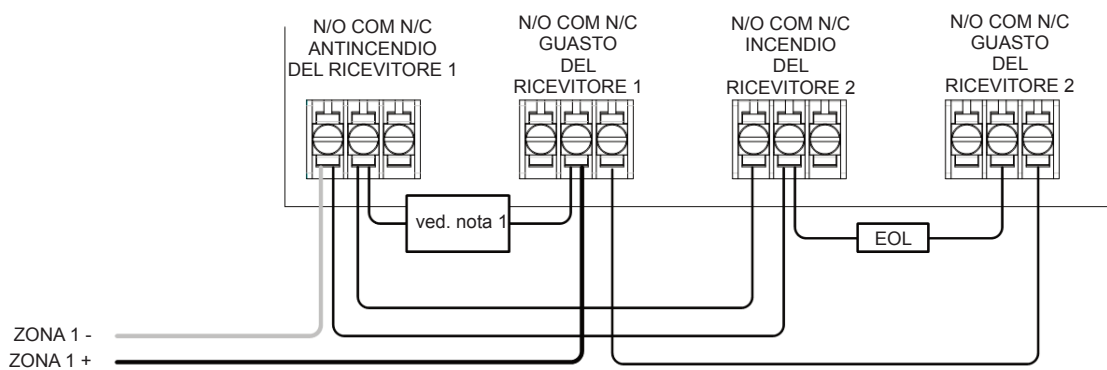 N/O COM N/C
ANTINCENDIO
DEL RICEVITORE 1
N/O COM N/C
GUASTO
DEL
RICEVITORE 1
N/O COM N/C
INCENDIO
DEL
RICEVITORE 2
N/O COM N/C
GUASTO
DEL
RICEVITORE 2
ved. nota 1
EOL
ZONA 1 -
ZONA 1 +